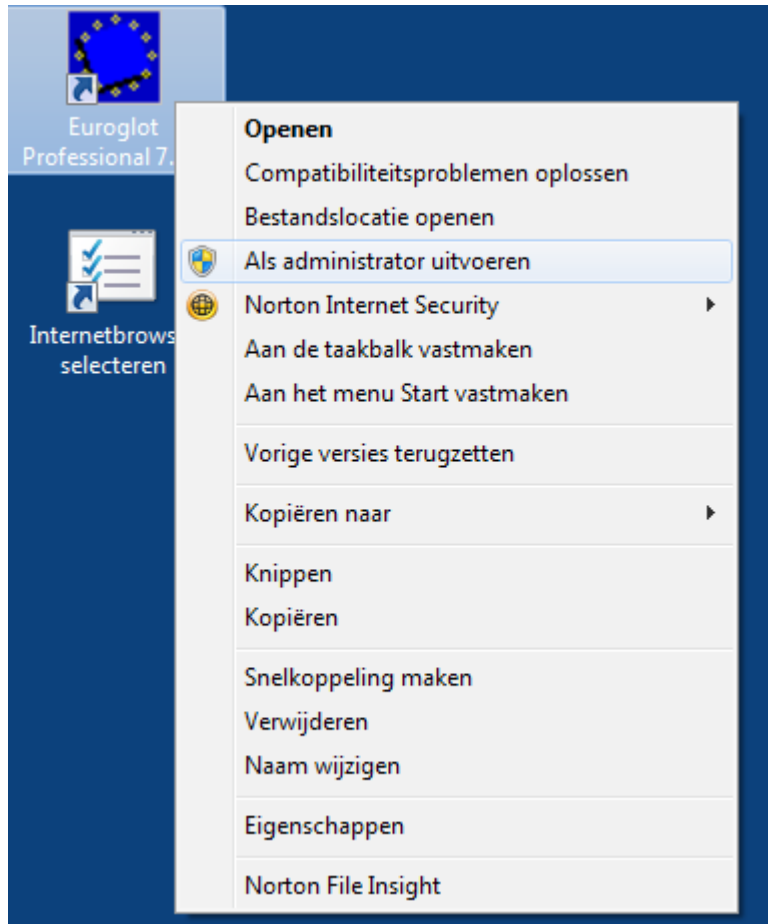 Euroglot
Professional 7.
Internetbrows
selecteren
Openen
Compatibiliteitsproblemen oplossen
Bestandslocatie openen
Als administrator uitvoeren
Norton Internet Security
Aan de taakbalk vastmaken
Aan het menu Start vastmaken
Vorige versies terugzetten
Kopiëren naar
Knippen
Kopiëren
Snelkoppeling maken
Verwijderen
Naam wijzigen
Eigenschappen
Norton File Insight